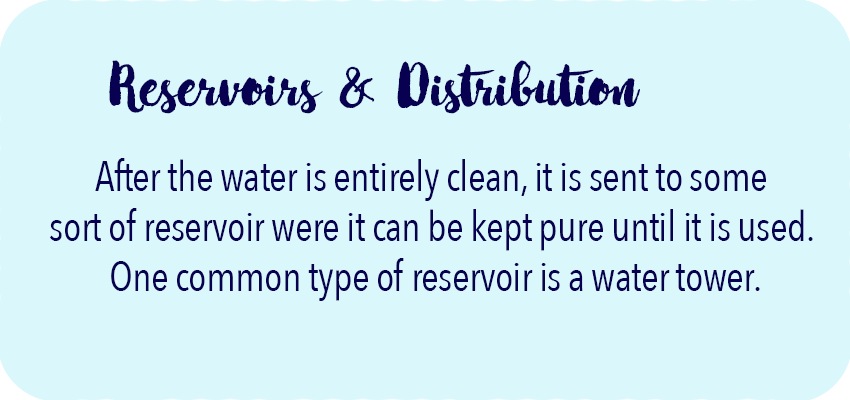 Reservoirs & Distribution
After the water is entirely clean, it is sent to some
sort of reservoir were it can be kept pure until it is used.
One common type of reservoir is a water tower.